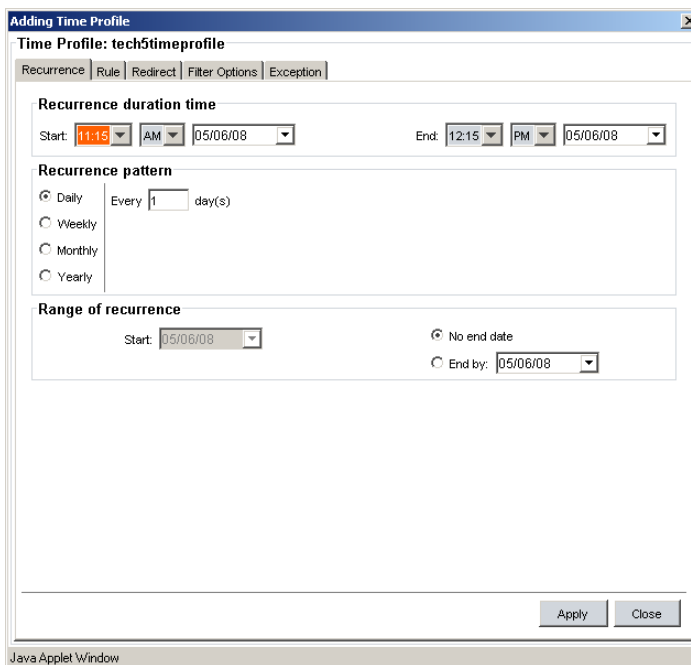 Adding Time Profile
Time Profile: tech5timeprofile
Recurrence Rule Redirect Filter Options Exception
Recurrence duration time
Start: 11:15 AM 05/06/08 End: 12:15 PM 05/06/08
Recurrence pattern
Daily Every 1 day(s)
Weekly
Monthly
Yearly
Range of recurrence
Start: 05/06/08 No end date
End by: 05/06/08
Apply Close
Java Applet Window